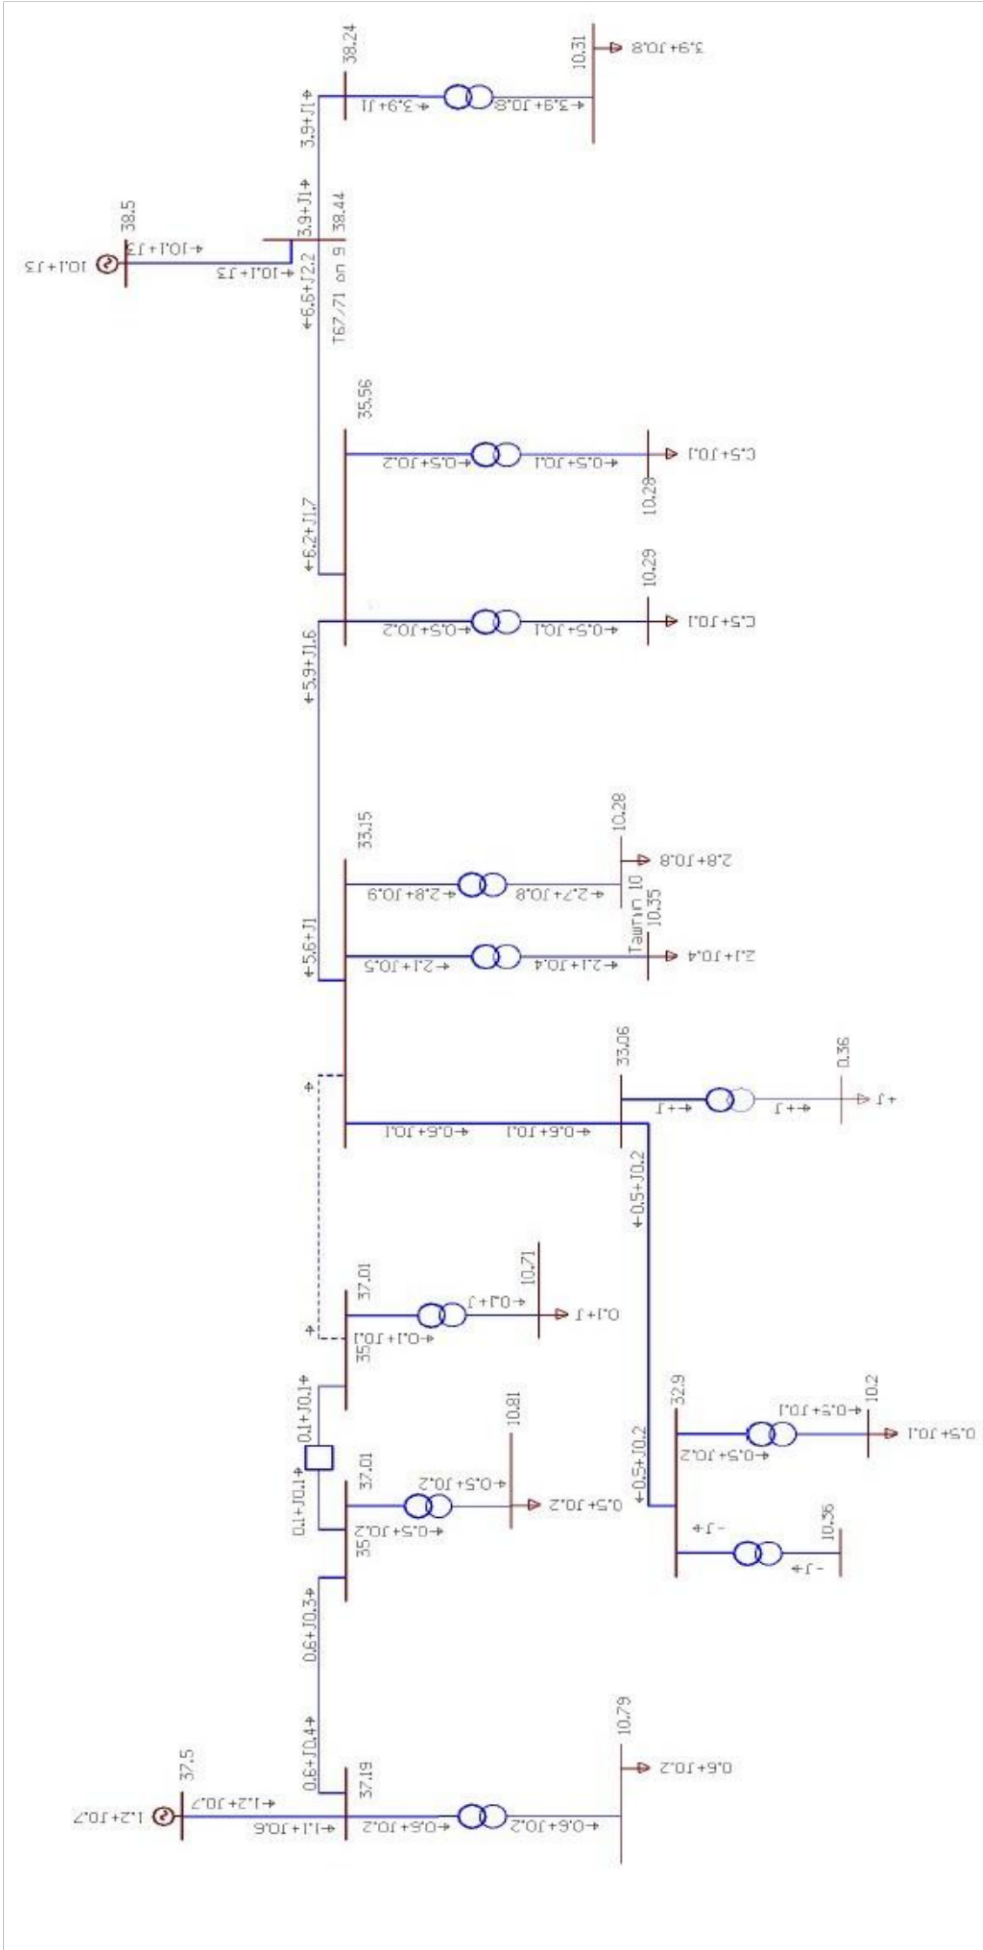 38.24
10.31
3.9+J0.8
3.9+J1
3.9+J1
3.9+J0.8
38.5
10.1+J3
10.1+J3
10.1+J3
3.9+J1
38.44
6.6+J2.2
T67/71 on 9
35.56
6.2+J1.7
0.5+J0.2
0.5+J0.1
10.28
C.5+J0.1
5.9+J1.6
0.5+J0.2
0.5+J0.1
10.29
C.5+J0.1
33.15
5.6+J1
2.8+J0.9
2.7+J0.8
10.28
2.8+J0.8
2.1+J0.5
2.1+J0.4
Таштып 10
10.35
2.1+J0.4
0.6+J0.1
0.6+J0.1
33.06
+J
+J
0.36
+J
0.5+J0.2
37.01
35
0.1+J0.1
0.1+J
10.71
0.1+J
0.1+J0.1
0.1+J0.1
37.01
35
0.5+J0.2
0.5+J0.2
10.81
0.5+J0.2
0.5+J0.2
32.9
0.5+J0.2
0.5+J0.1
10.2
0.5+J0.1
-J
-J
10.36
0.6+J0.3
0.6+J0.4
37.5
1.2+J0.7
1.2+J0.7
1.1+J0.6
37.19
0.6+J0.2
0.6+J0.2
10.79
0.6+J0.2